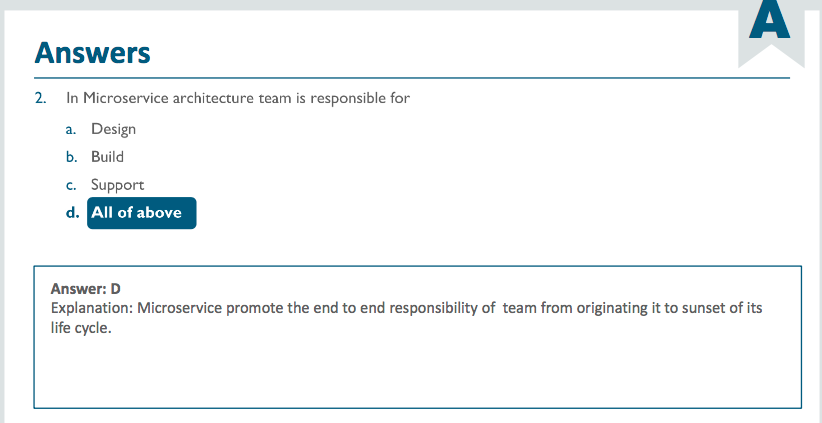 A
Answers
2. In Microservice architecture team is responsible for
a. Design
b. Build
c. Support
d. All of above
Answer: D
Explanation: Microservice promote the end to end responsibility of team from originating it to sunset of its
life cycle.